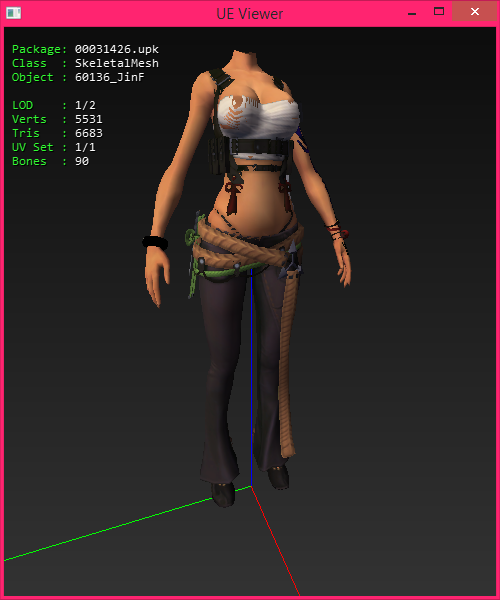 UE Viewer
Package: 00031426.upk
Class : SkeletalMesh
Object : 60136_JinF
LOD : 1/2
Verts : 5531
Tris : 6683
UV Set : 1/1
Bones : 90